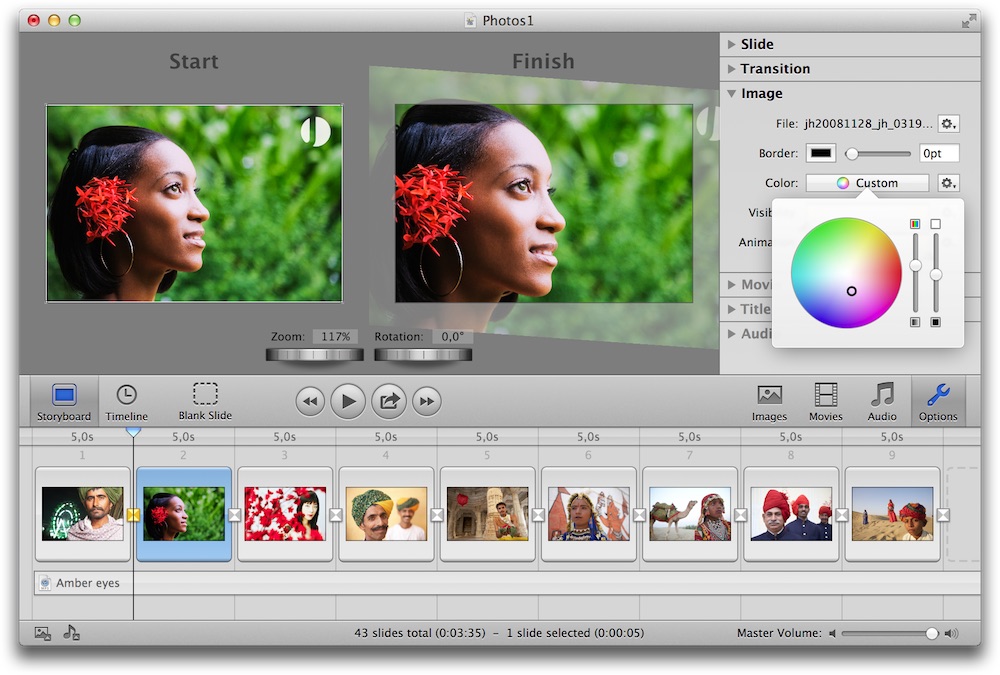 Photos1
Start
Finish
Slide
Transition
Image
File: jh20081128_jh_0319...
Border: 0pt
Color: Custom
Visib
Anima
Movi
Title
Audi
Zoom: 117% Rotation: 0,0°
Storyboard Timeline Blank Slide Images Movies Audio Options
5,0s 5,0s 5,0s 5,0s 5,0s 5,0s 5,0s 5,0s 5,0s
1 2 3 4 5 6 7 8 9
Amber eyes
43 slides total (0:03:35) – 1 slide selected (0:00:05) Master Volume: